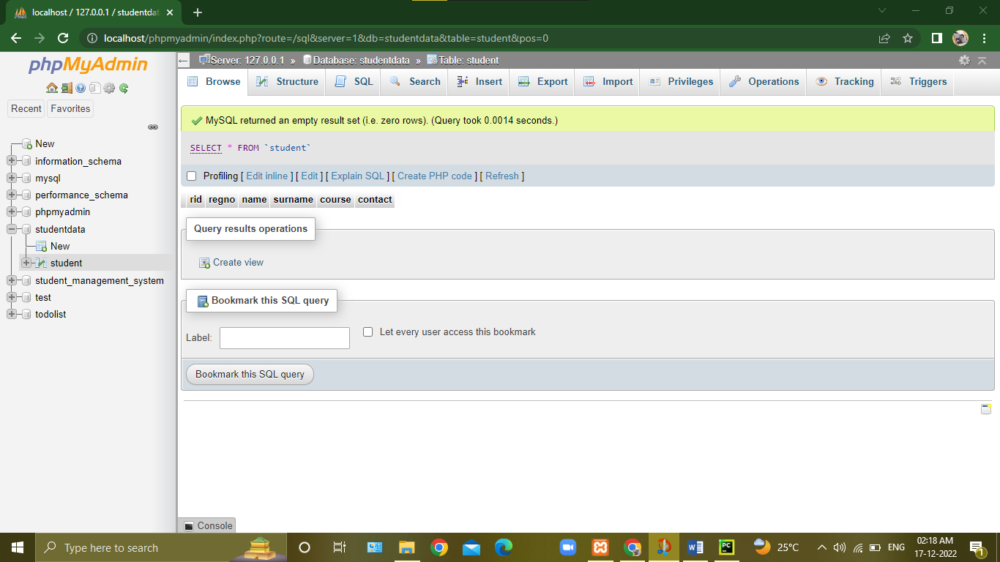 localhost / 127.0.0.1 / studentdat
localhost/phpmyadmin/index.php?route=/sql&server=1&db=studentdata&table=student&pos=0
phpMyAdmin
Recent Favorites
New
information_schema
mysql
performance_schema
phpmyadmin
studentdata
New
student
student_management_system
test
todolist
Server: 127.0.0.1 » Database: studentdata » Table: student
Browse Structure SQL Search Insert Export Import Privileges Operations Tracking Triggers
MySQL returned an empty result set (i.e. zero rows). (Query took 0.0014 seconds.)
SELECT * FROM `student`
Profiling [ Edit inline ] [ Edit ] [ Explain SQL ] [ Create PHP code ] [ Refresh ]
rid regno name surname course contact
Query results operations
Create view
Bookmark this SQL query
Label: Let every user access this bookmark
Bookmark this SQL query
Console
Type here to search
PC
25°C
ENG
02:18 AM
17-12-2022
1